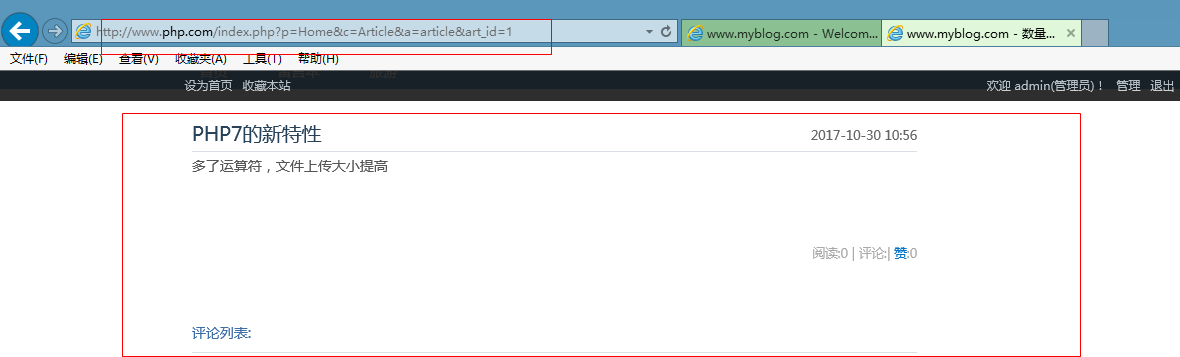 http://www.php.com/index.php?p=Home&c=Article&a=article&art_id=1
www.myblog.com - Welcom...
www.myblog.com - 数量...
文件(F) 编辑(E) 查看(V) 收藏夹(A) 工具(T) 帮助(H)
设为首页 收藏本站
欢迎 admin(管理员)！ 管理 退出
PHP7的新特性
2017-10-30 10:56
多了运算符，文件上传大小提高
阅读:0 | 评论:| 赞:0
评论列表: